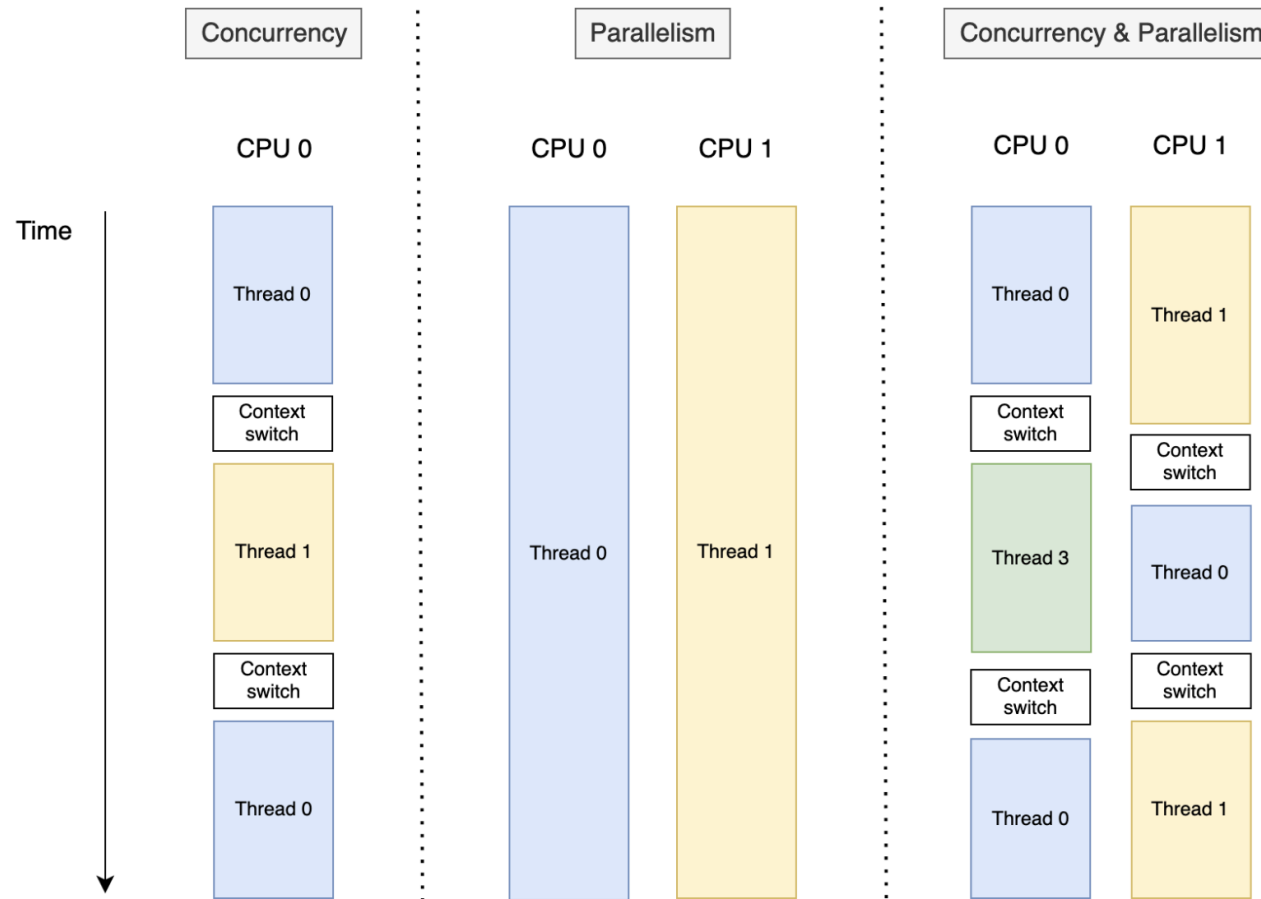 Concurrency
Parallelism
Concurrency & Parallelism
CPU 0
CPU 0
CPU 1
CPU 0
CPU 1
Time
Thread 0
Context
switch
Thread 1
Context
switch
Thread 0
Thread 0
Thread 1
Thread 0
Context
switch
Thread 3
Context
switch
Thread 0
Thread 1
Context
switch
Thread 0
Context
switch
Thread 1